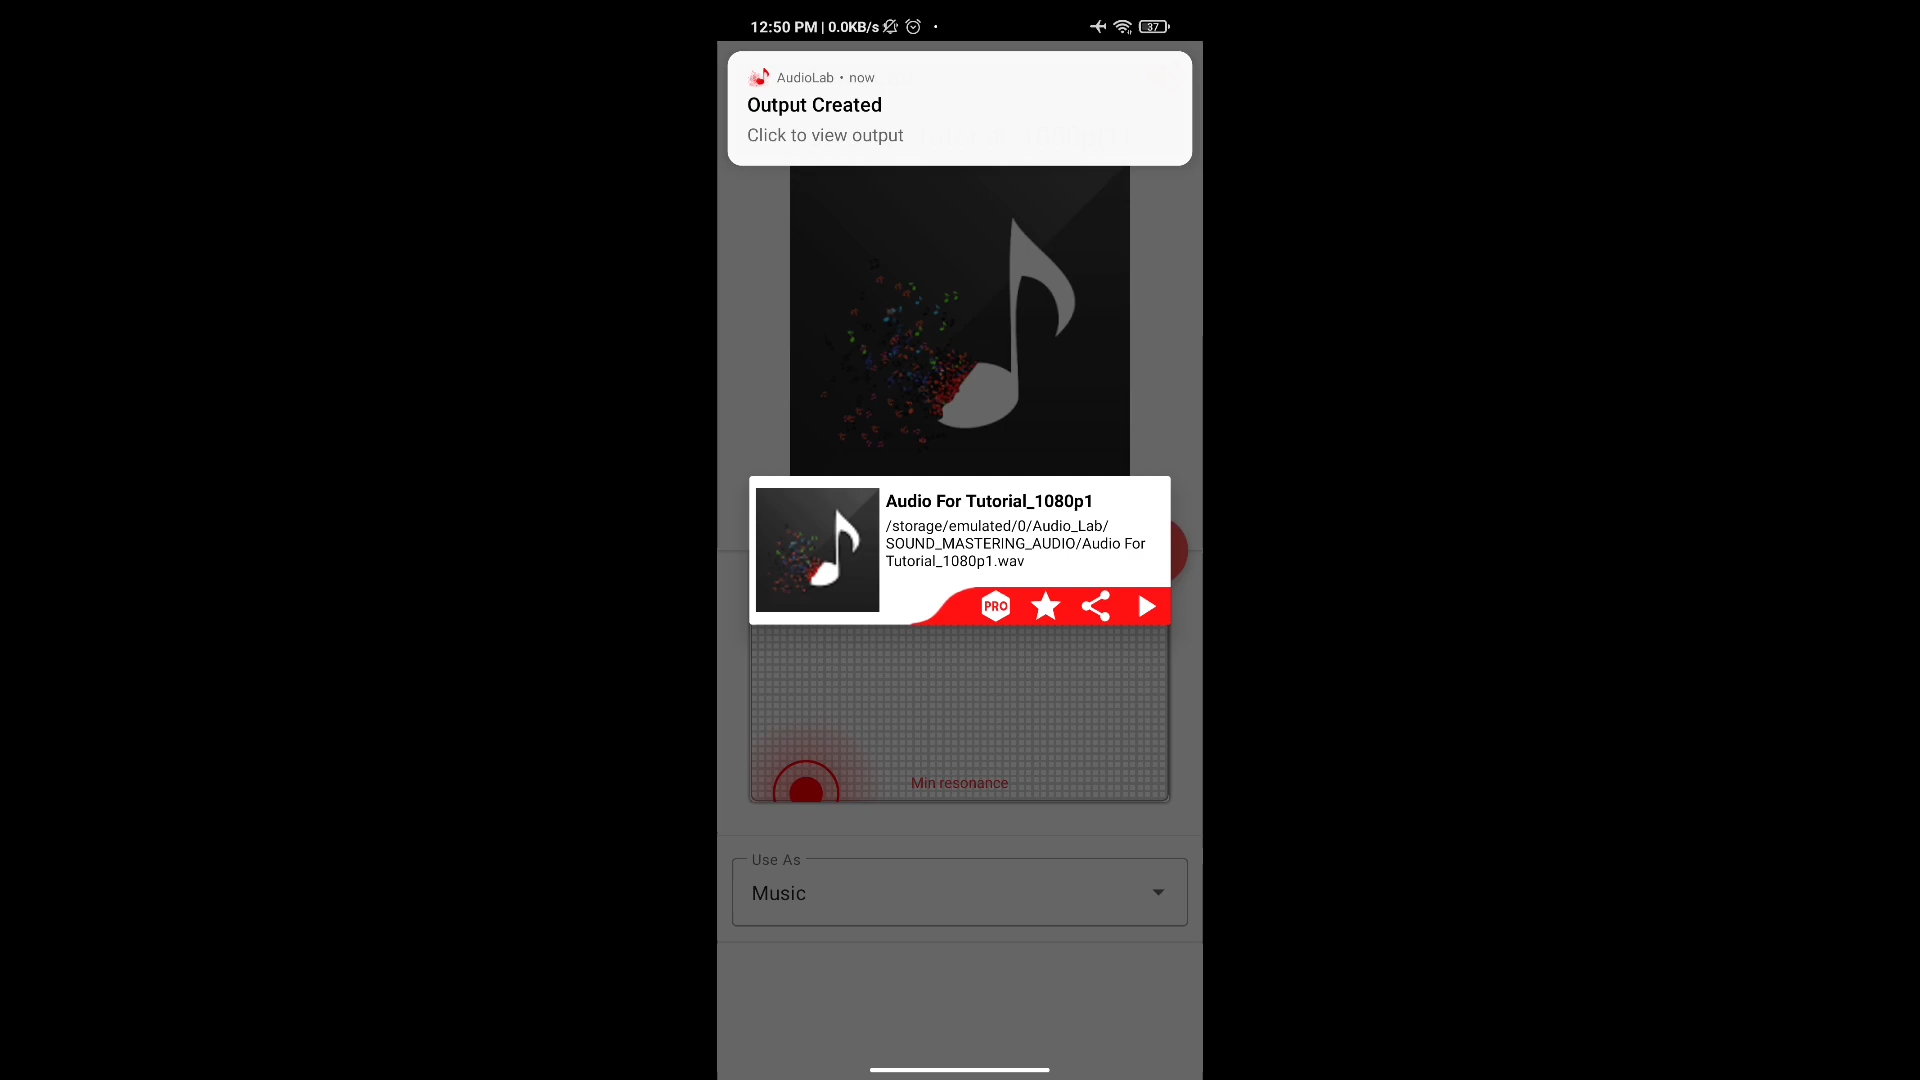 12:50 PM | 0.0KB/s
37
AudioLab • now
Output Created
Click to view output
Audio For Tutorial_1080p1
/storage/emulated/0/Audio_Lab/
SOUND_MASTERING_AUDIO/Audio For
Tutorial_1080p1.wav
PRO
Min resonance
Use As
Music